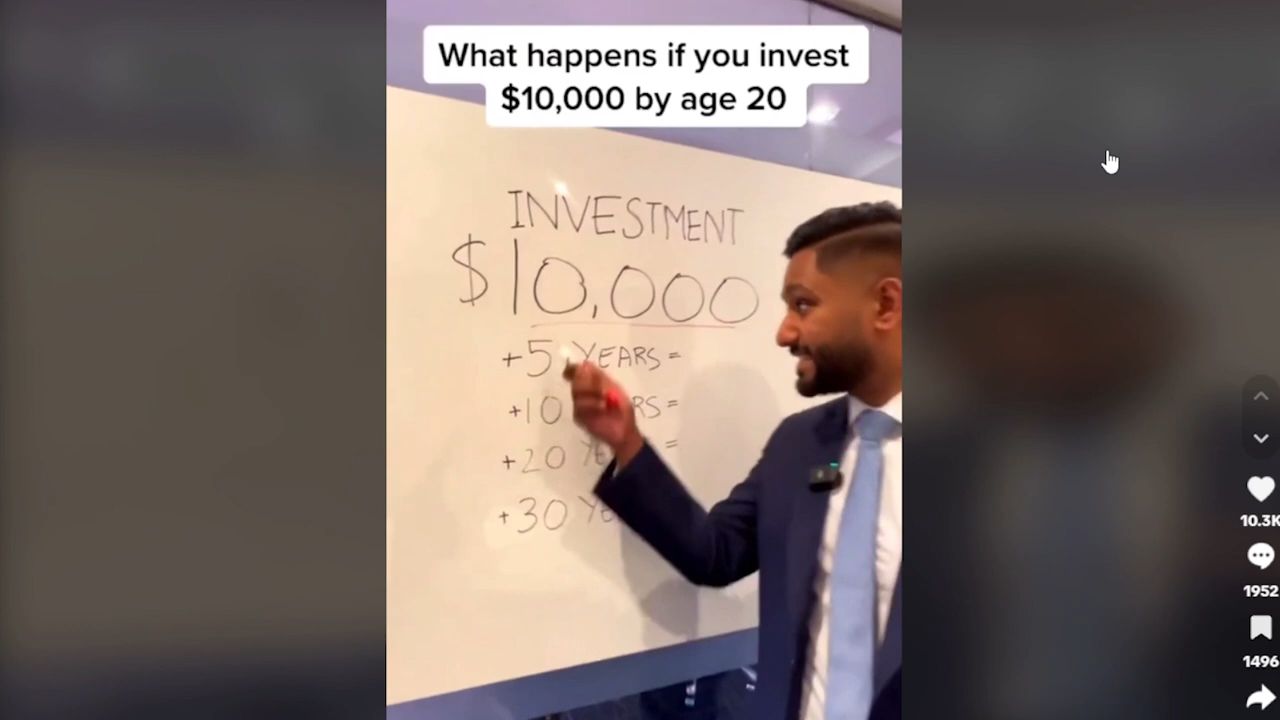 What happens if you invest
$10,000 by age 20
INVESTMENT
$10,000
+5 YEARS =
+10 RS =
+20 =
+30
10.3K
1952
1496